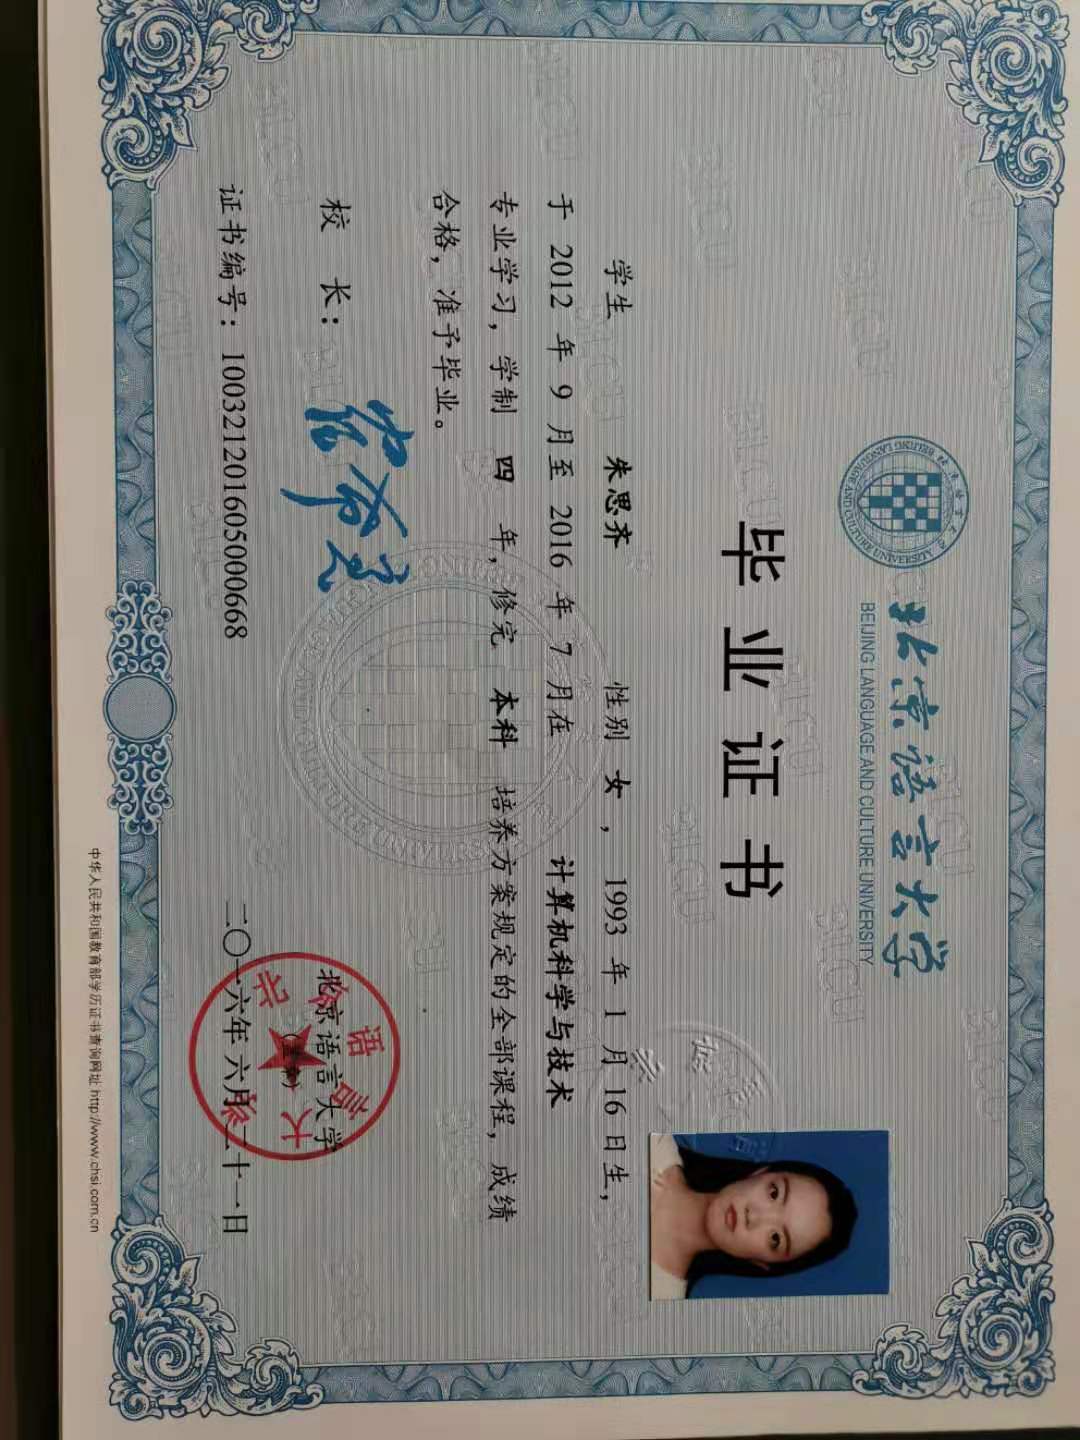 北京语言大学
BEIJING LANGUAGE AND CULTURE UNIVERSITY
毕业证书
学生 朱思齐 性别 女, 1993 年 1 月 16 日生,
于 2012 年 9 月至 2016 年 7 月在 计算机科学与技术
专业学习, 学制 四 年, 修完 本科 培养方案规定的全部课程, 成绩
合格, 准予毕业。
校 长:
北京语言大学
证书编号: 100321201605000668
二〇一六年六月二十一日
中华人民共和国教育部学历证书查询网址 http://www.chsi.com.cn